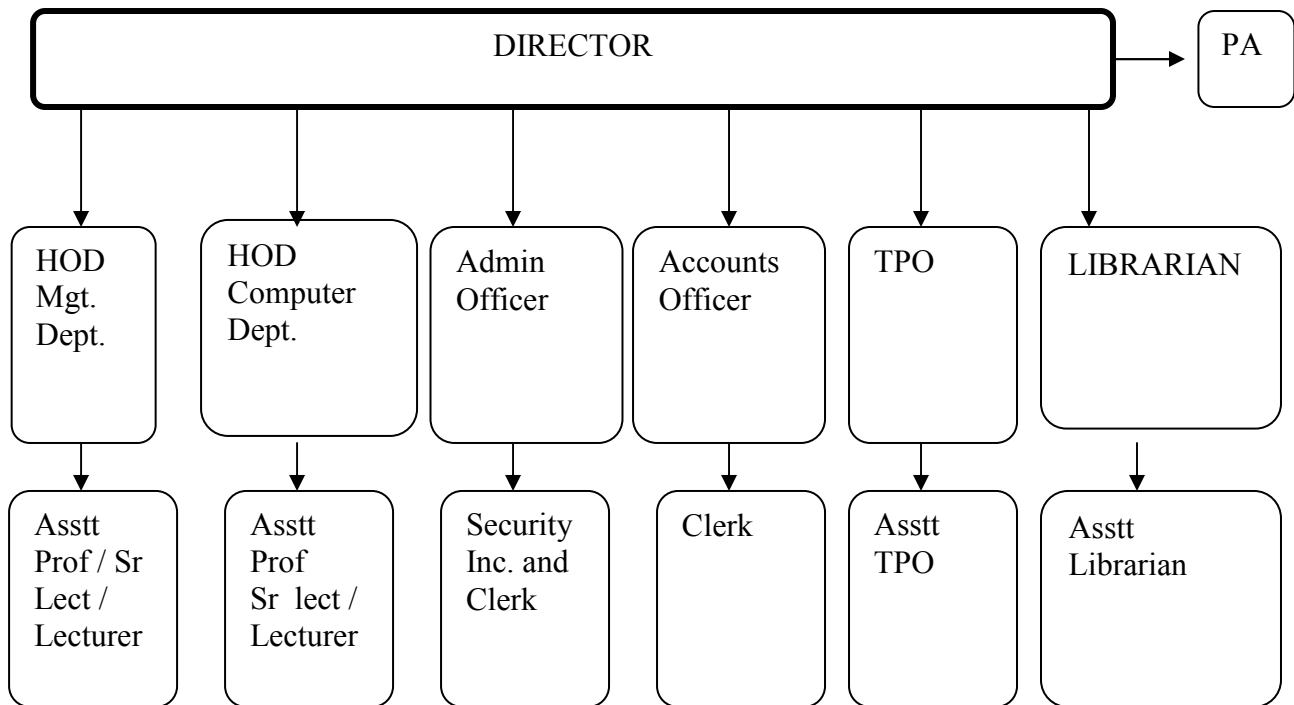 DIRECTOR
PA
HOD
Mgt.
Dept.
HOD
Computer
Dept.
Admin
Officer
Accounts
Officer
TPO
LIBRARIAN
Asstt
Prof / Sr
Lect /
Lecturer
Asstt
Prof
Sr lect /
Lecturer
Security
Inc. and
Clerk
Clerk
Asstt
TPO
Asstt
Librarian